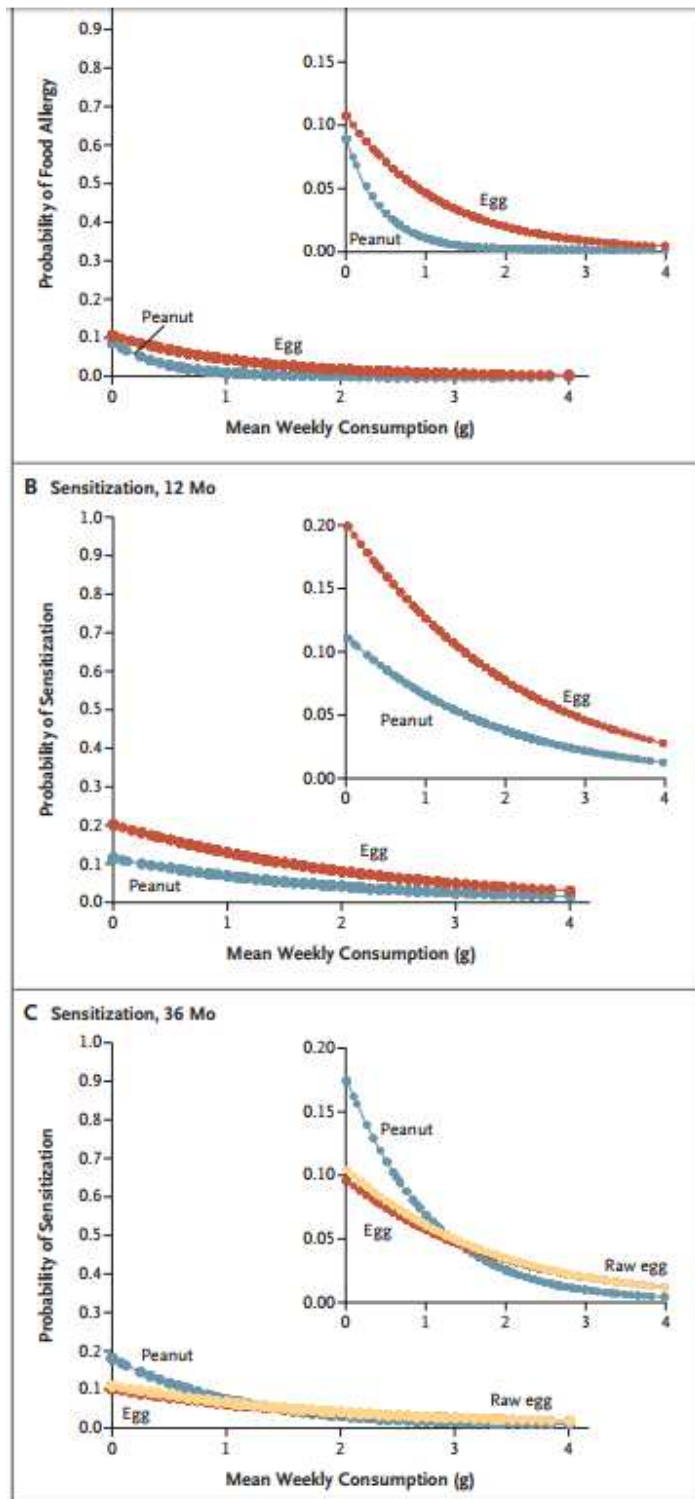 0.9
0.8
0.7
0.6
0.5
0.4
0.3
0.2
0.1
0.0
Probability of Food Allergy
0 1 2 3 4
Mean Weekly Consumption (g)
Peanut
Egg
0.15
0.10
0.05
0.00
0 1 2 3 4
Egg
Peanut
B Sensitization, 12 Mo
1.0
0.9
0.8
0.7
0.6
0.5
0.4
0.3
0.2
0.1
0.0
Probability of Sensitization
0 1 2 3 4
Mean Weekly Consumption (g)
Egg
Peanut
0.20
0.15
0.10
0.05
0.00
0 1 2 3 4
Egg
Peanut
C Sensitization, 36 Mo
1.0
0.9
0.8
0.7
0.6
0.5
0.4
0.3
0.2
0.1
0.0
Probability of Sensitization
0 1 2 3 4
Mean Weekly Consumption (g)
Peanut
Egg
Raw egg
0.20
0.15
0.10
0.05
0.00
0 1 2 3 4
Peanut
Egg
Raw egg